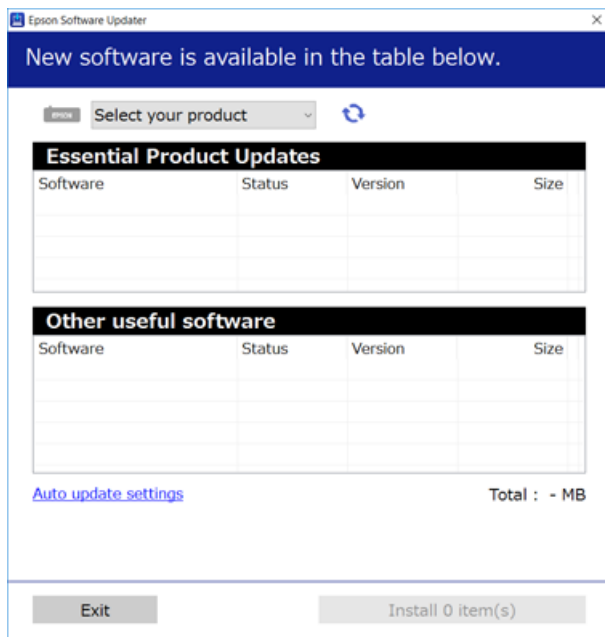 Epson Software Updater
New software is available in the table below.
EPSON Select your product
Essential Product Updates
Software Status Version Size
Other useful software
Software Status Version Size
Auto update settings Total : - MB
Exit Install 0 item(s)